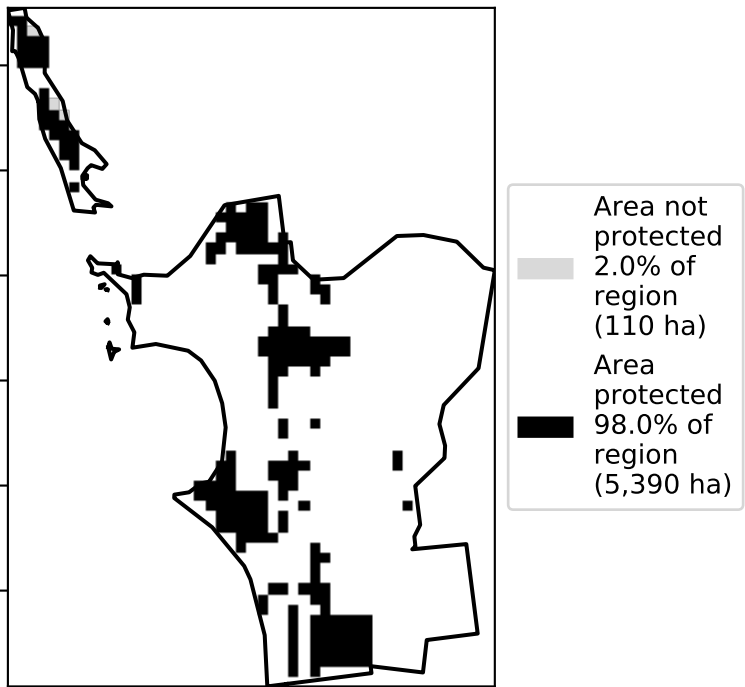 Area not
protected
2.0% of
region
(110 ha)
Area
protected
98.0% of
region
(5,390 ha)